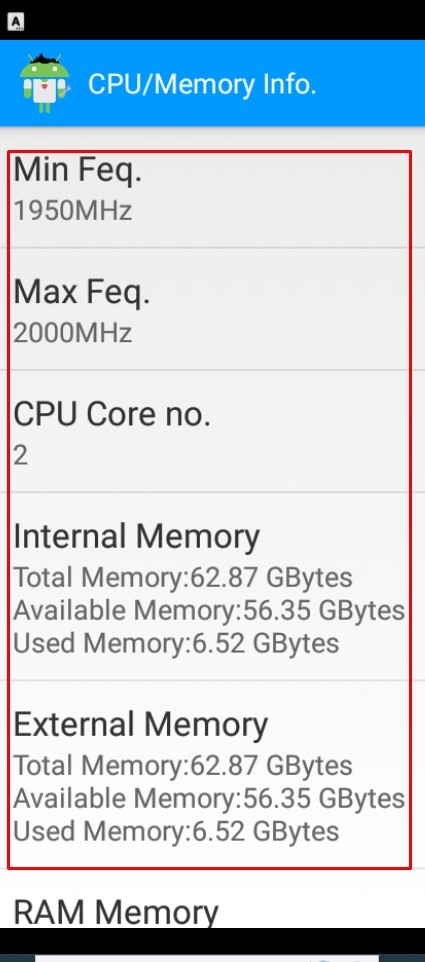 A
CPU/Memory Info.
Min Feq.
1950MHz
Max Feq.
2000MHz
CPU Core no.
2
Internal Memory
Total Memory:62.87 GBytes
Available Memory:56.35 GBytes
Used Memory:6.52 GBytes
External Memory
Total Memory:62.87 GBytes
Available Memory:56.35 GBytes
Used Memory:6.52 GBytes
RAM Memory